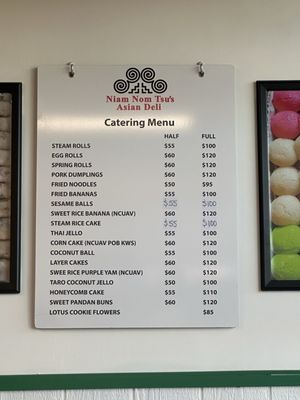 Niam Nom Tsu's
Asian Deli
Catering Menu
HALF FULL
STEAM ROLLS $55 $100
EGG ROLLS $60 $120
SPRING ROLLS $60 $120
PORK DUMPLINGS $60 $120
FRIED NOODLES $50 $95
FRIED BANANAS $55 $100
SESAME BALLS $55 $100
SWEET RICE BANANA (NCUAV) $60 $120
STEAM RICE CAKE $55 $100
THAI JELLO $55 $100
CORN CAKE (NCUAV POB KWS) $60 $120
COCONUT BALL $55 $100
LAYER CAKES $60 $120
SWEE RICE PURPLE YAM (NCUAV) $60 $120
TARO COCONUT JELLO $50 $100
HONEYCOMB CAKE $55 $110
SWEET PANDAN BUNS $60 $120
LOTUS COOKIE FLOWERS $85